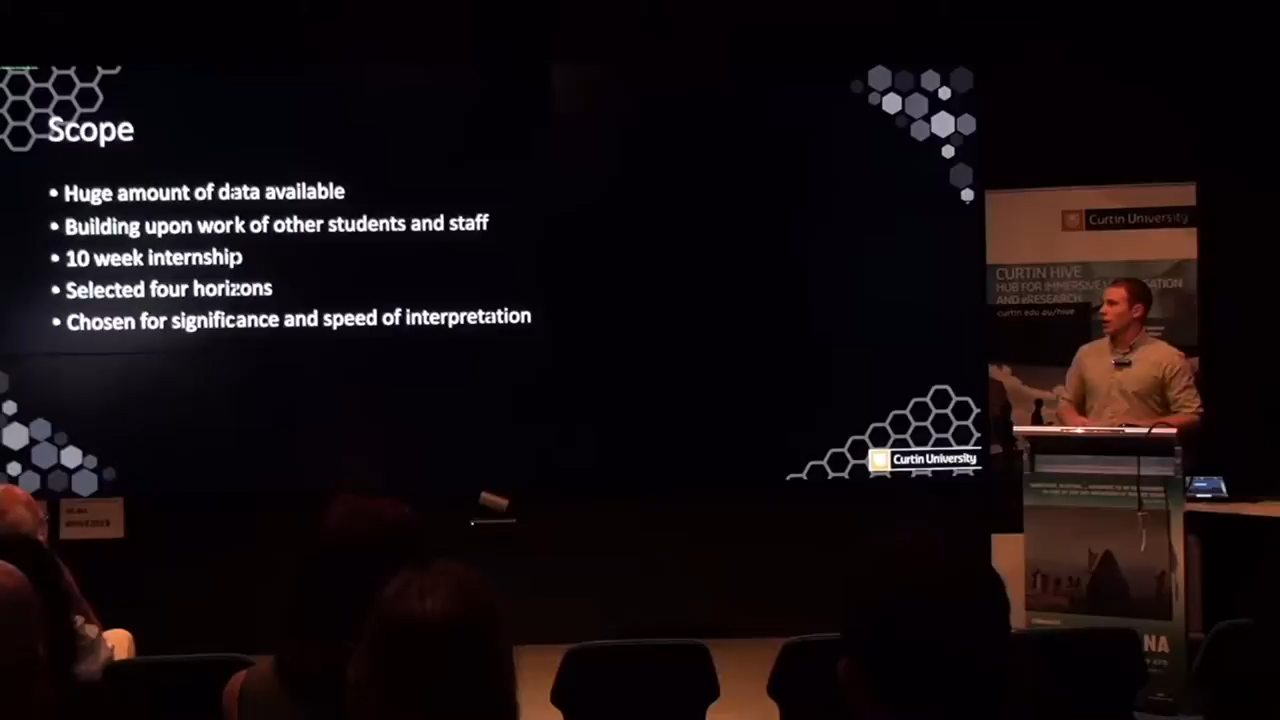 Scope
• Huge amount of data available
• Building upon work of other students and staff
• 10 week internship
• Selected four horizons
• Chosen for significance and speed of interpretation
Curtin University
Curtin University
CURTIN HIVE
HUB FOR IMMERSIVE
AND eRESEARCH
curtin.edu.au/hive
NA